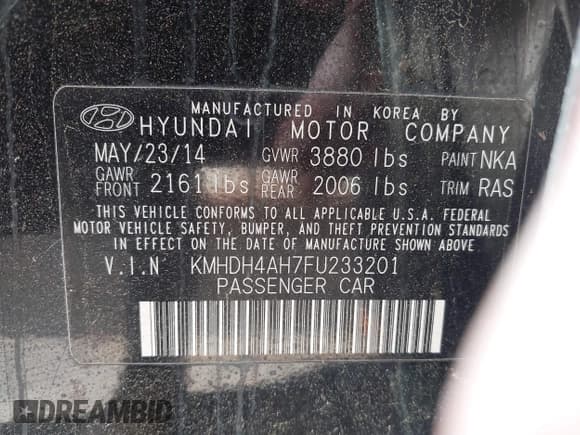 MANUFACTURED IN KOREA BY
HYUNDAI MOTOR COMPANY
MAY/23/14 GVWR 3880 lbs PAINT NKA
GAWR FRONT 2161 lbs GAWR REAR 2006 lbs TRIM RAS
THIS VEHICLE CONFORMS TO ALL APPLICABLE U.S.A. FEDERAL
MOTOR VEHICLE SAFETY, BUMPER, AND THEFT PREVENTION STANDARDS
IN EFFECT ON THE DATE OF MANUFACTURE SHOWN ABOVE.
V.I.N KMHDH4AH7FU233201
PASSENGER CAR
DREAMBID